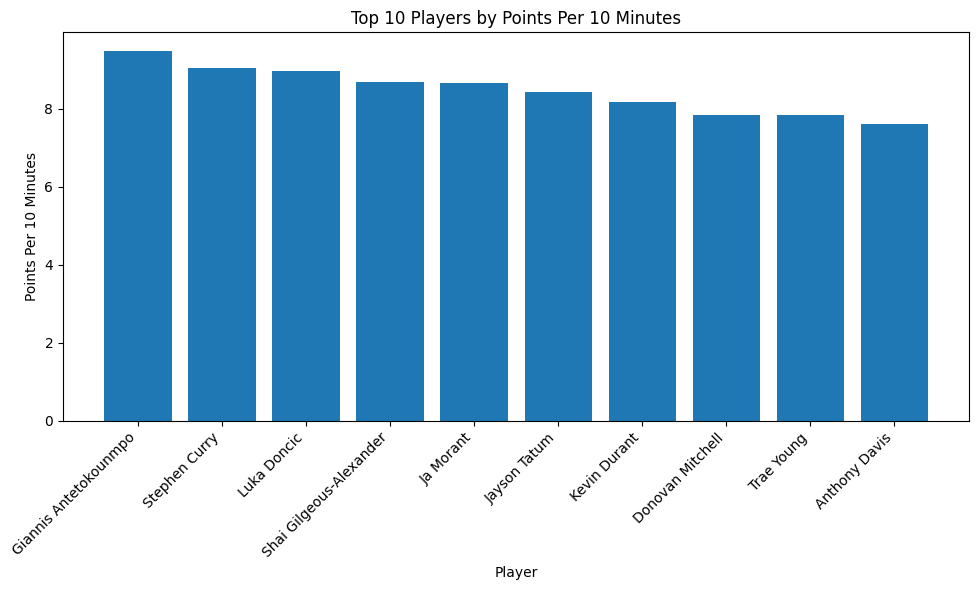 Top 10 Players by Points Per 10 Minutes
Points Per 10 Minutes
8
6
4
2
0
Giannis Antetokounmpo
Stephen Curry
Luka Doncic
Shai Gilgeous-Alexander
Ja Morant
Jayson Tatum
Kevin Durant
Donovan Mitchell
Trae Young
Anthony Davis
Player